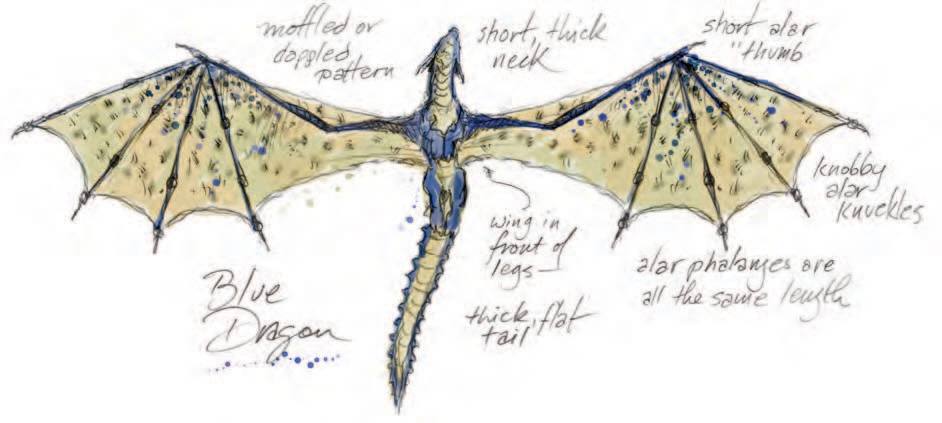 mottled or
dappled
pattern
short, thick
neck
short alar
"thumb
knobby
alar
knuckles
wing in
front of
legs—
alar phalanges are
all the same length
thick, flat
tail
Blue
Dragon